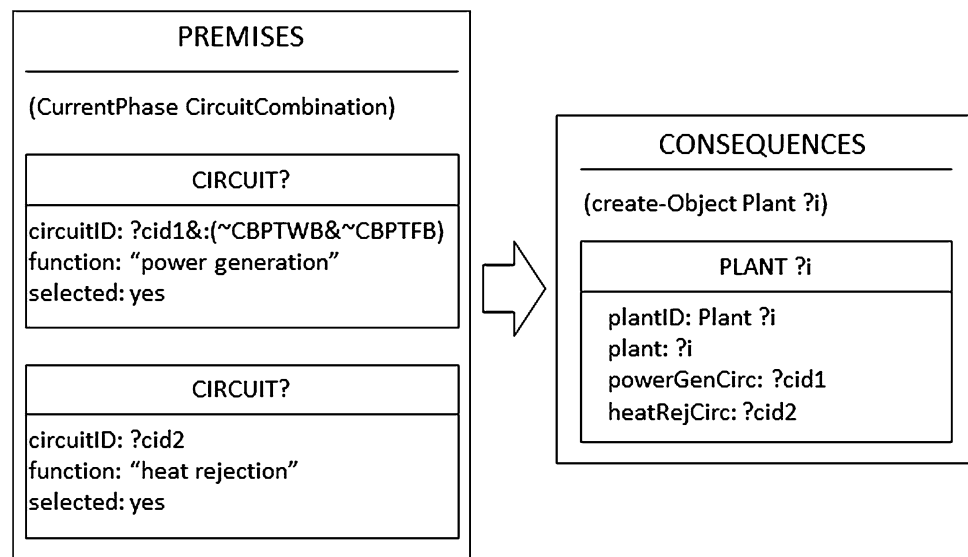 PREMISES
(CurrentPhase CircuitCombination)
CIRCUIT?
circuitID: ?cid1&:(~CBPTWB&~CBPTFB)
function: “power generation”
selected: yes
CIRCUIT?
circuitID: ?cid2
function: “heat rejection”
selected: yes
CONSEQUENCES
(create-Object Plant ?i)
PLANT ?i
plantID: Plant ?i
plant: ?i
powerGenCirc: ?cid1
heatRejCirc: ?cid2